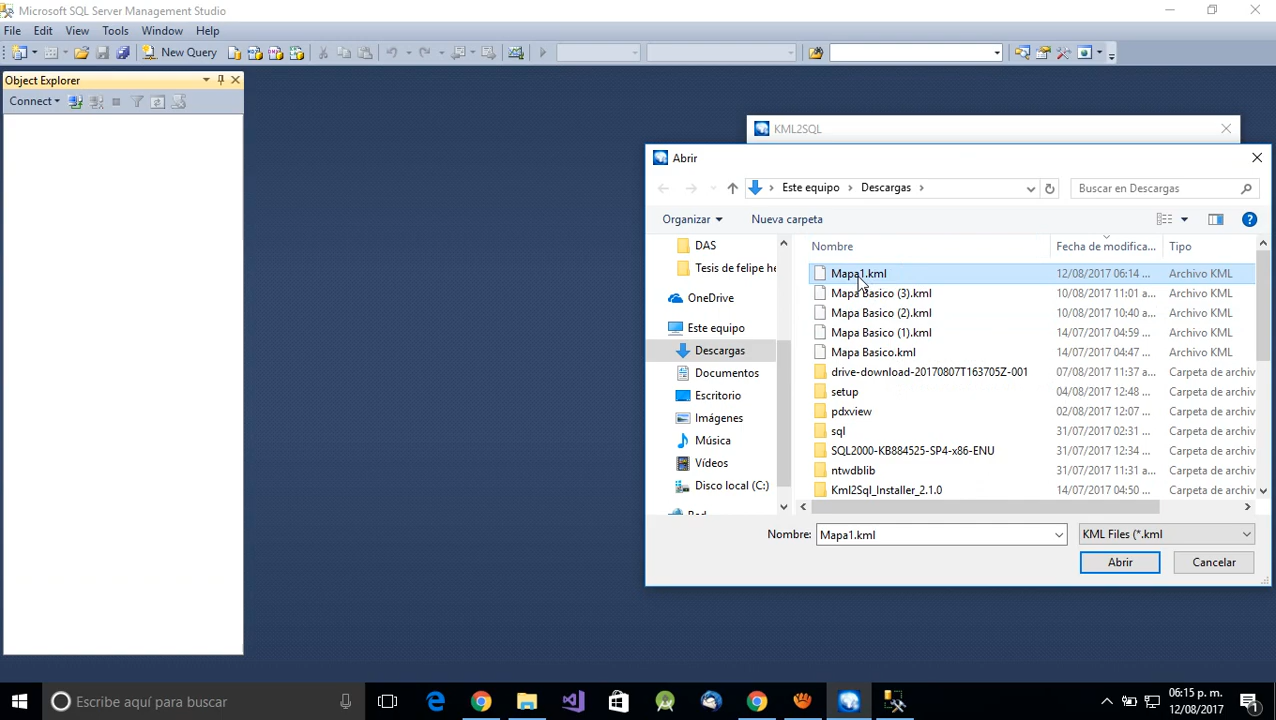 Microsoft SQL Server Management Studio
File Edit View Tools Window Help
New Query
Object Explorer
Connect
KML2SQL
Abrir
Este equipo > Descargas >
Buscar en Descargas
Organizar Nueva carpeta
Nombre Fecha de modifica... Tipo
DAS
Tesis de felipe he
OneDrive
Este equipo
Descargas
Documentos
Escritorio
Imágenes
Música
Vídeos
Disco local (C:)
Mapa1.kml 12/08/2017 06:14 ... Archivo KML
Mapa Basico (3).kml 10/08/2017 11:01 a... Archivo KML
Mapa Basico (2).kml 10/08/2017 10:40 a... Archivo KML
Mapa Basico (1).kml 14/07/2017 04:59 ... Archivo KML
Mapa Basico.kml 14/07/2017 04:47 ... Archivo KML
drive-download-20170807T163705Z-001 07/08/2017 11:37 a... Carpeta de archiv
setup 04/08/2017 12:48 ... Carpeta de archiv
pdxview 02/08/2017 12:07 ... Carpeta de archiv
sql 31/07/2017 02:31 ... Carpeta de archiv
SQL2000-KB884525-SP4-x86-ENU 31/07/2017 12:34 ... Carpeta de archiv
ntwdblib 31/07/2017 11:31 a... Carpeta de archiv
Kml2Sql_Installer_2.1.0 14/07/2017 04:50 ... Carpeta de archiv
Nombre: Mapa1.kml KML Files (*.kml
Abrir Cancelar
Escribe aquí para buscar
06:15 p. m.
12/08/2017
1